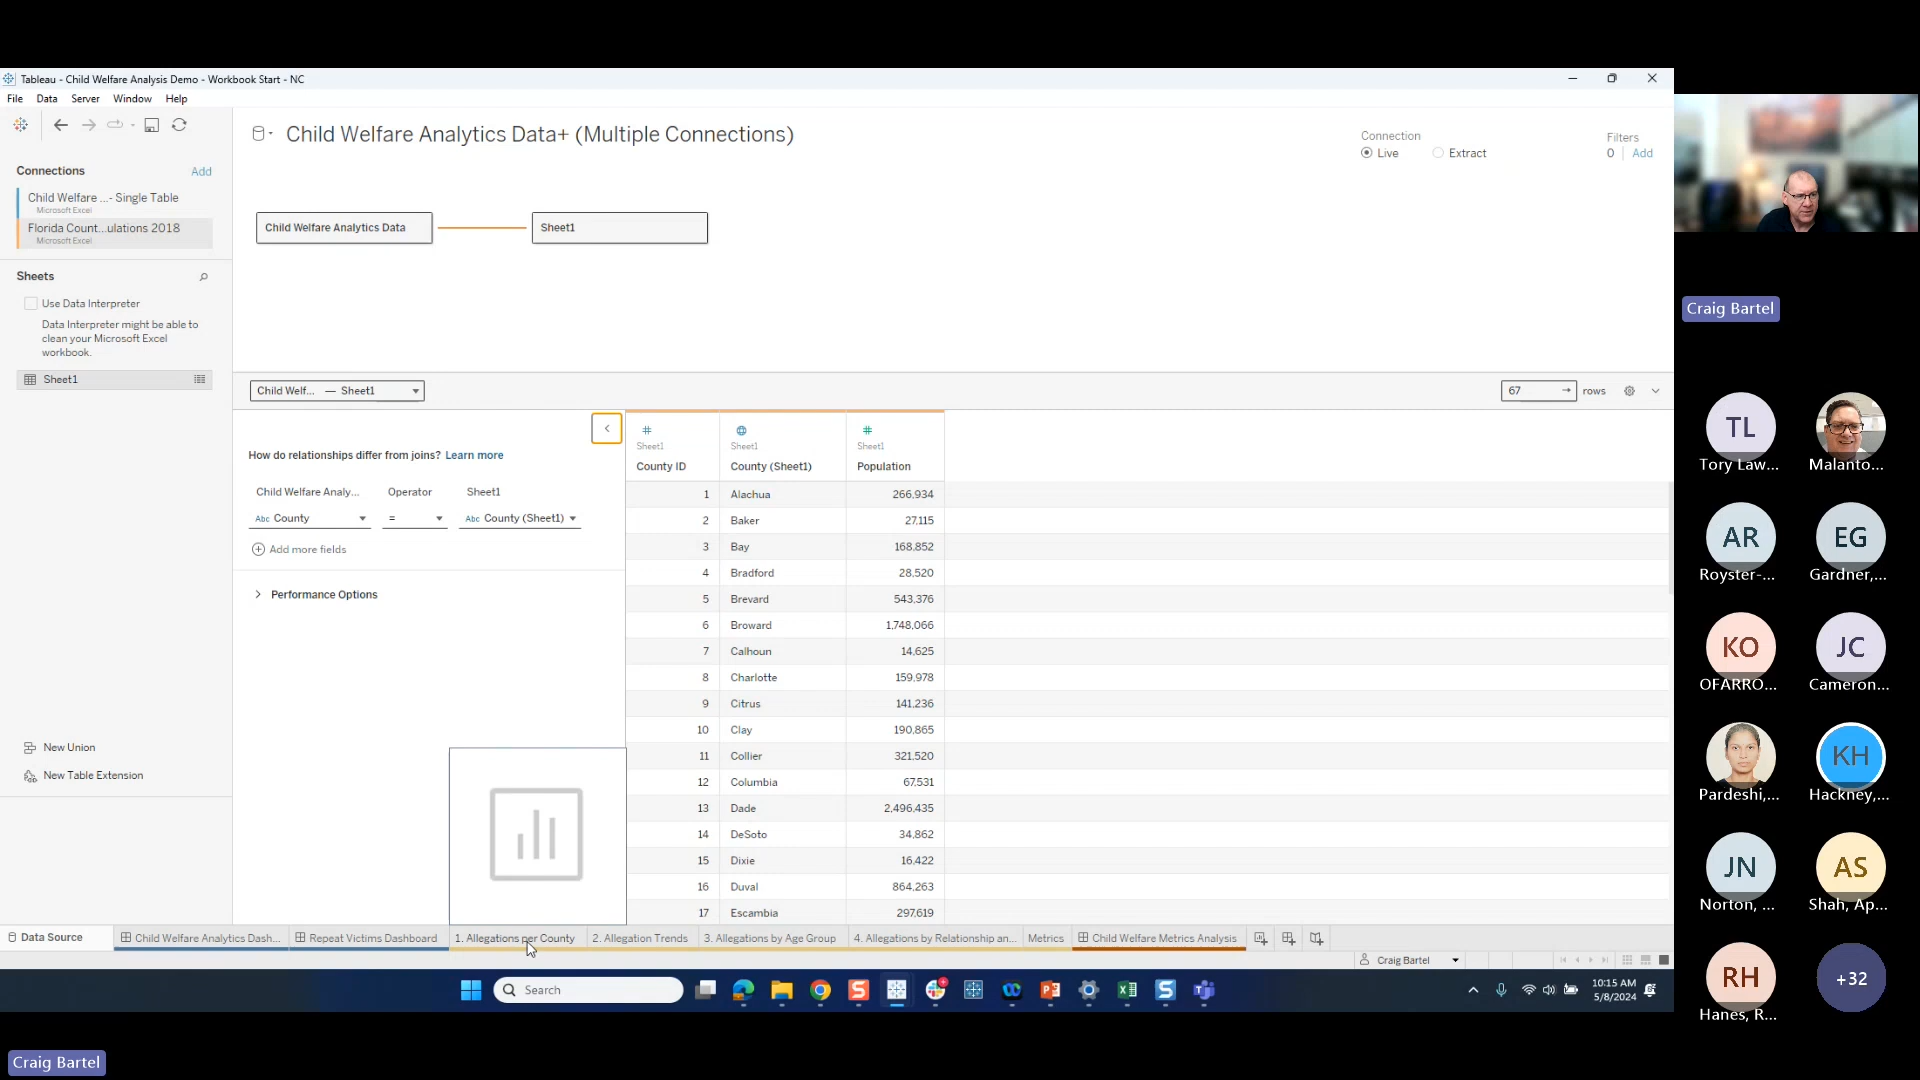 Tableau - Child Welfare Analysis Demo - Workbook Start - NC
File Data Server Window Help
Child Welfare Analytics Data+ (Multiple Connections)
Connection
Live
Extract
Filters
0 | Add
Connections
Add
Child Welfare ...- Single Table
Microsoft Excel
Florida Count...ulations 2018
Microsoft Excel
Child Welfare Analytics Data
Sheet1
Sheets
Use Data Interpreter
Data Interpreter might be able to
clean your Microsoft Excel
workbook.
Sheet1
New Union
New Table Extension
Child Welf... — Sheet1
67
rows
How do relationships differ from joins? Learn more
Child Welfare Analy... Operator Sheet1
Abc County = Abc County (Sheet1)
Add more fields
Performance Options
# # 
Sheet1 Sheet1 Sheet1
County ID County (Sheet1) Population
1 Alachua 266,934
2 Baker 27,115
3 Bay 168,852
4 Bradford 28,520
5 Brevard 543,376
6 Broward 1,748,066
7 Calhoun 14,625
8 Charlotte 159,978
9 Citrus 141,236
10 Clay 190,865
11 Collier 321,520
12 Columbia 67,531
13 Dade 2,496,435
14 DeSoto 34,862
15 Dixie 16,422
16 Duval 864,263
17 Escambia 297,619
Data Source
Child Welfare Analytics Dash...
Repeat Victims Dashboard
1. Allegations per County
2. Allegation Trends
3. Allegations by Age Group
4. Allegations by Relationship an...
Metrics
Child Welfare Metrics Analysis
Craig Bartel
Search
10:15 AM
5/8/2024
Craig Bartel
TL
Tory Law...
Malanto...
AR
Royster-...
EG
Gardner,...
KO
OFARRO...
JC
Cameron...
Pardeshi,...
KH
Hackney,...
JN
Norton, ...
AS
Shah, Ap...
RH
Hanes, R...
+32
Craig Bartel